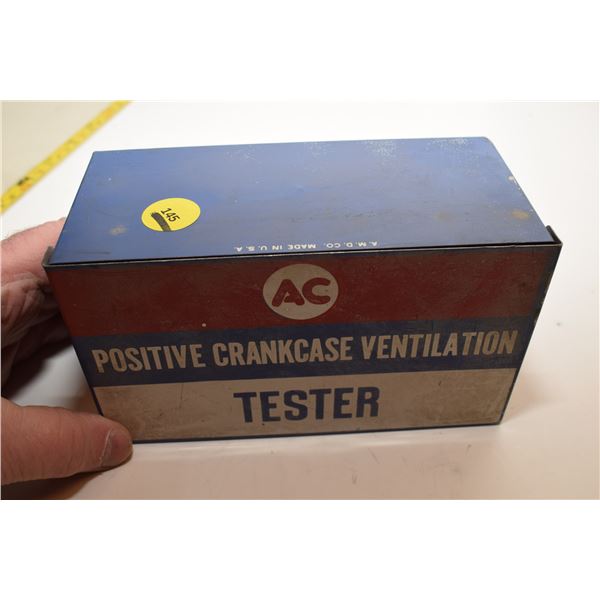 145
A.M.D.CO. MADE IN U.S.A
AC
POSITIVE CRANKCASE VENTILATION
TESTER